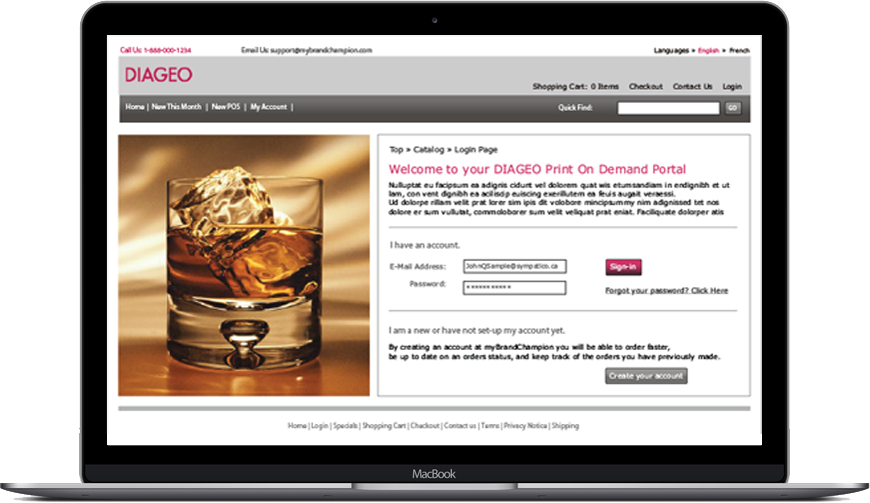 Call Us: 1-888-000-1234 Email Us: support@mybrandchampion.com Languages » English » French
DIAGEO
Shopping Cart: 0 Items Checkout Contact Us Login
Home | New This Month | New POS | My Account | Quick Find: GO
Top » Catalog » Login Page
Welcome to your DIAGEO Print On Demand Portal
Nulluptat eu facipsum ea adigris cidunt vel dolorem quat wis etumsandiam in endignibh et ut
lam, con vent dignibh ea aciliscip euiscing exerillutem ea feuis augait veraessi.
Ud dolorpe rillam velit prat lorer sim ipis dit volobore mincipsummy nim adignissed tet nos
dolore er sum vullutat, commoloborer sum velit veliquat prat eniat. Faciliquate dolorper atis
I have an account.
E-Mail Address: JohnQSample@sympatico.ca Sign-in
Password: ***********
Forgot your password? Click Here
I am a new or have not set-up my account yet.
By creating an account at myBrandChampion you will be able to order faster,
be up to date on an orders status, and keep track of the orders you have previously made.
Create your account
Home | Login | Specials | Shopping Cart | Checkout | Contact us | Terms | Privacy Notice | Shipping
MacBook